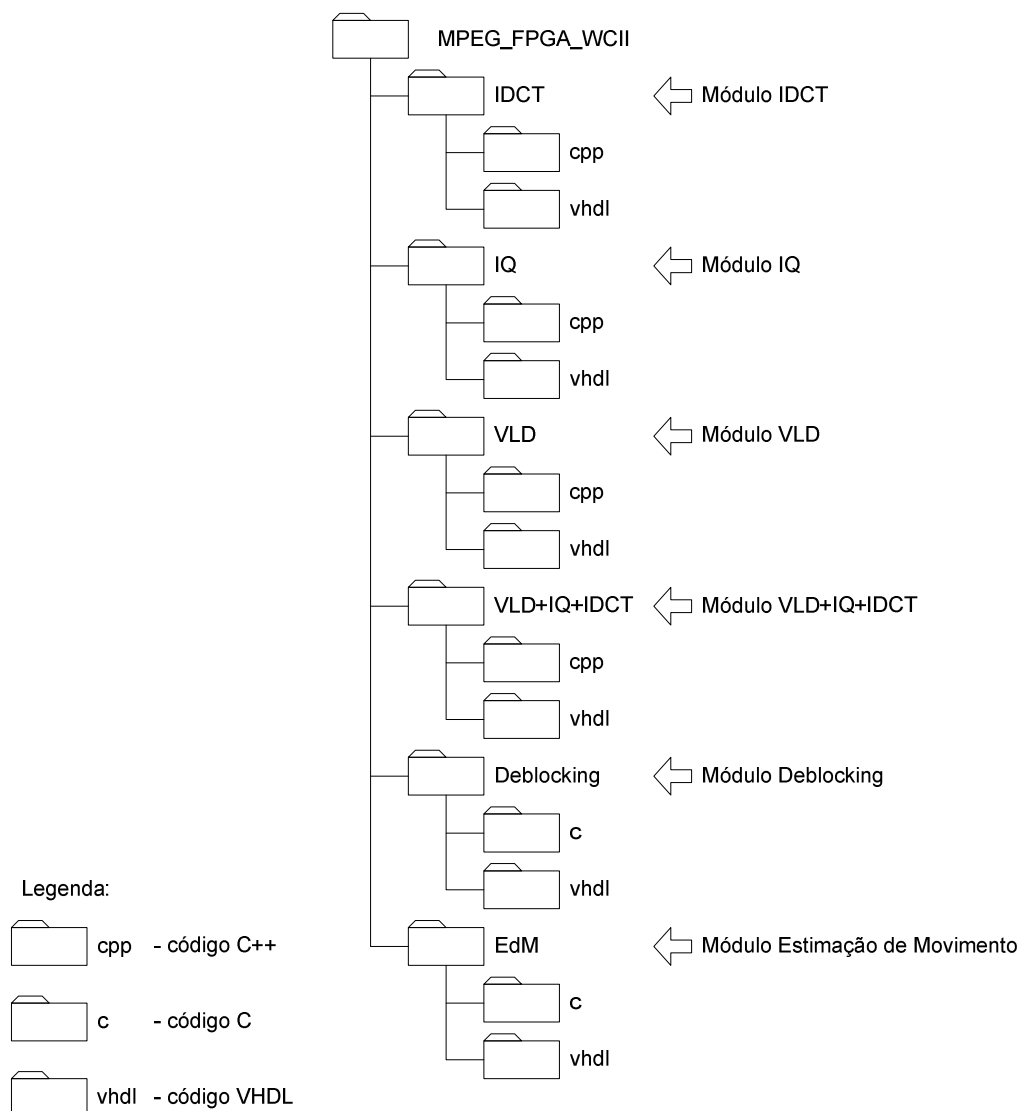 MPEG_FPGA_WCII
IDCT Módulo IDCT
cpp
vhdl
IQ Módulo IQ
cpp
vhdl
VLD Módulo VLD
cpp
vhdl
VLD+IQ+IDCT Módulo VLD+IQ+IDCT
cpp
vhdl
Deblocking Módulo Deblocking
c
vhdl
EdM Módulo Estimação de Movimento
c
vhdl
Legenda:
cpp - código C++
c - código C
vhdl - código VHDL